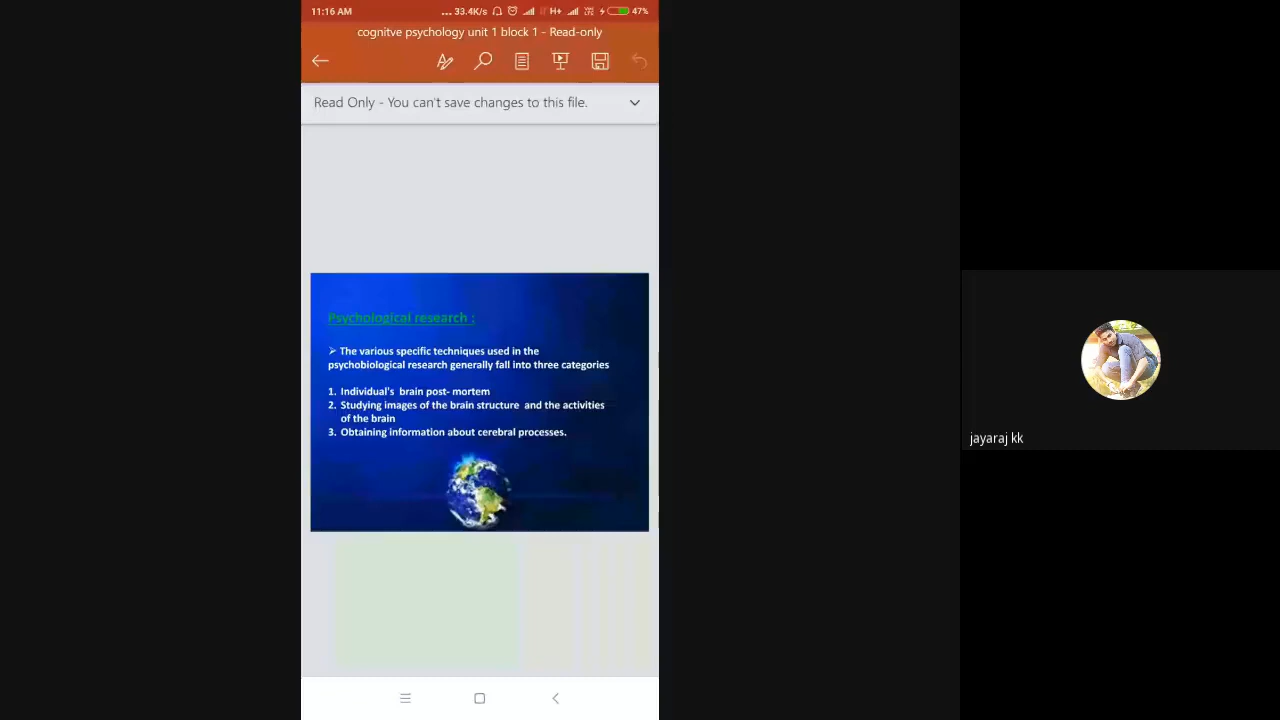 11:16 AM
... 33.4K/s H+ 47%
cognitve psychology unit 1 block 1 - Read-only
Read Only - You can't save changes to this file.
Psychological research :
➢ The various specific techniques used in the
psychobiological research generally fall into three categories
1. Individual's brain post- mortem
2. Studying images of the brain structure and the activities
of the brain
3. Obtaining information about cerebral processes.
jayaraj kk